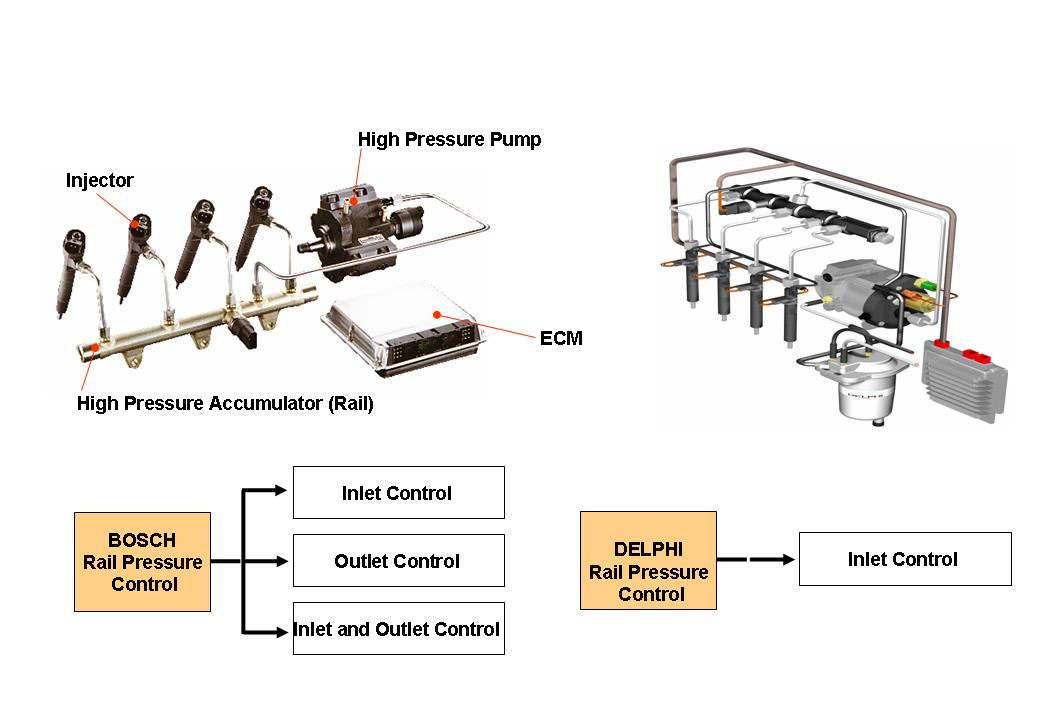 High Pressure Pump
Injector
ECM
High Pressure Accumulator (Rail)
DELPHI
BOSCH
Rail Pressure
Control
Inlet Control
Outlet Control
Inlet and Outlet Control
DELPHI
Rail Pressure
Control
Inlet Control